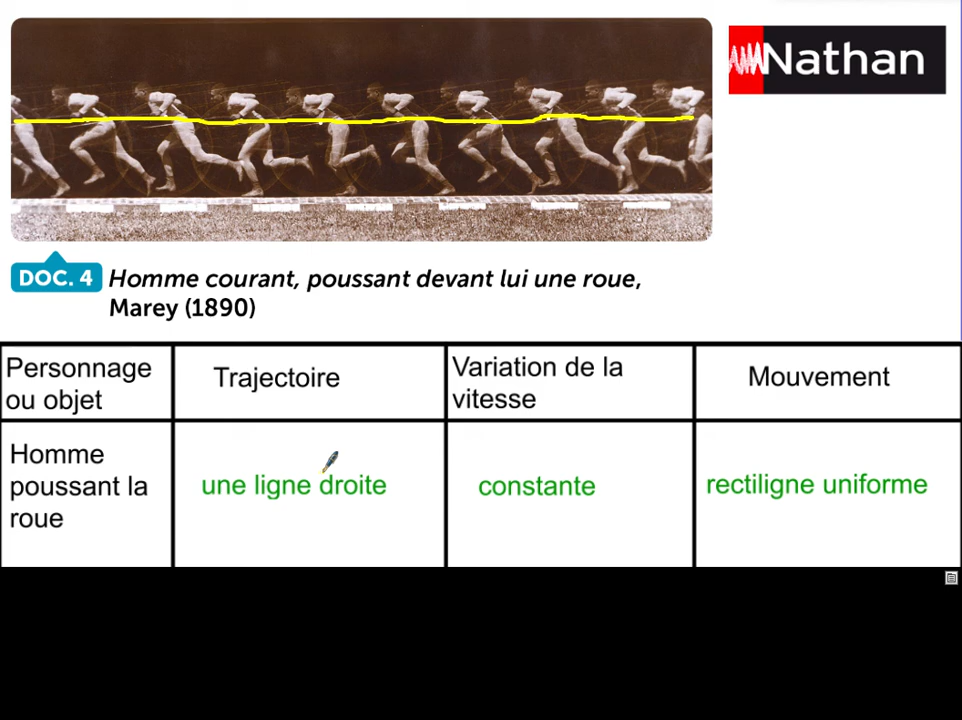 Nathan
DOC. 4 Homme courant, poussant devant lui une roue,
Marey (1890)
Personnage
ou objet
Trajectoire
Variation de la
vitesse
Mouvement
Homme
poussant la
roue
une ligne droite
constante
rectiligne uniforme